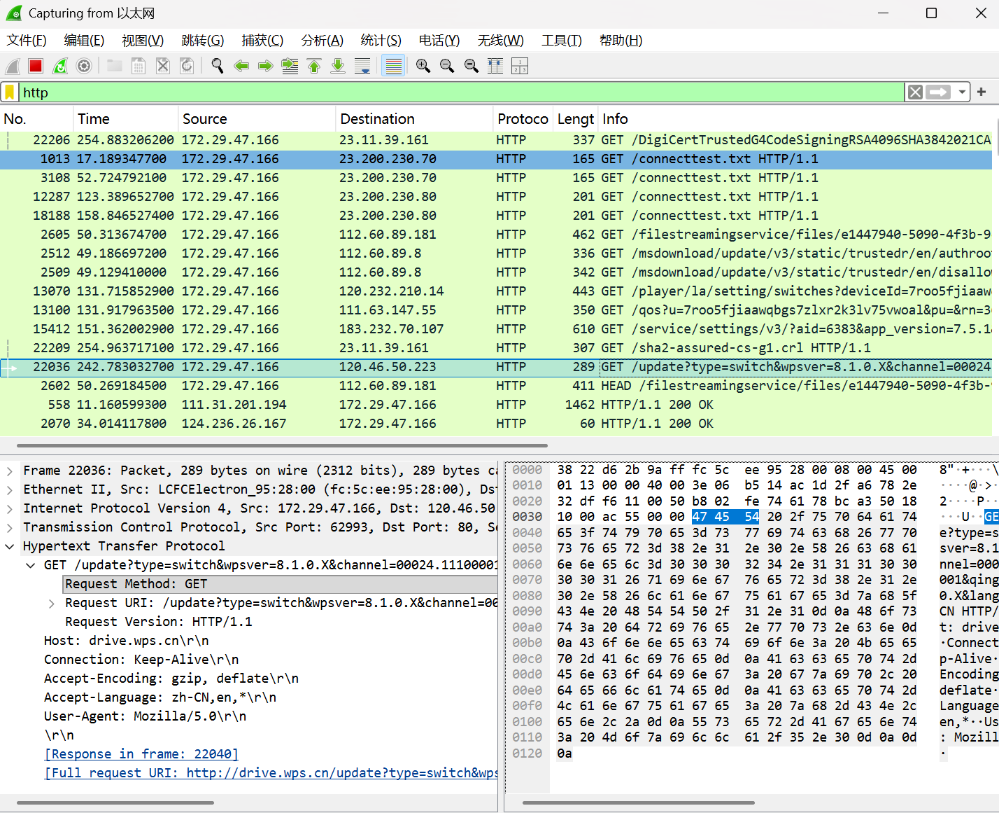 Capturing from 以太网
文件(F) 编辑(E) 视图(V) 跳转(G) 捕获(C) 分析(A) 统计(S) 电话(Y) 无线(W) 工具(T) 帮助(H)
http
No. Time Source Destination Protoco Lengt Info
22206 254.883206200 172.29.47.166 23.11.39.161 HTTP 337 GET /DigiCertTrustedG4CodeSigningRSA4096SHA3842021CA
1013 17.189347700 172.29.47.166 23.200.230.70 HTTP 165 GET /connecttest.txt HTTP/1.1
3108 52.724792100 172.29.47.166 23.200.230.70 HTTP 165 GET /connecttest.txt HTTP/1.1
12287 123.389652700 172.29.47.166 23.200.230.80 HTTP 201 GET /connecttest.txt HTTP/1.1
18188 158.846527400 172.29.47.166 23.200.230.80 HTTP 201 GET /connecttest.txt HTTP/1.1
2605 50.313674700 172.29.47.166 112.60.89.181 HTTP 462 GET /filestreamingservice/files/e1447940-5090-4f3b-9
2512 49.186697200 172.29.47.166 112.60.89.8 HTTP 336 GET /msdownload/update/v3/static/trustedr/en/authroo
2509 49.129410000 172.29.47.166 112.60.89.8 HTTP 342 GET /msdownload/update/v3/static/trustedr/en/disallo
13070 131.715852900 172.29.47.166 120.232.210.14 HTTP 443 GET /player/la/setting/switches?deviceId=7roo5fjiaaw
13100 131.917963500 172.29.47.166 111.63.147.55 HTTP 350 GET /qos?u=7roo5fjiaawqbgs7zlxr2k3lv75vwoal&pu=&rn=3
15412 151.362002900 172.29.47.166 183.232.70.107 HTTP 610 GET /service/settings/v3/?aid=6383&app_version=7.5.1
22209 254.963717100 172.29.47.166 23.11.39.161 HTTP 307 GET /sha2-assured-cs-g1.crl HTTP/1.1
22036 242.783032700 172.29.47.166 120.46.50.223 HTTP 289 GET /update?type=switch&wpsver=8.1.0.X&channel=00024
2602 50.269184500 172.29.47.166 112.60.89.181 HTTP 411 HEAD /filestreamingservice/files/e1447940-5090-4f3b-
558 11.160599300 111.31.201.194 172.29.47.166 HTTP 1462 HTTP/1.1 200 OK
2070 34.014117800 124.236.26.167 172.29.47.166 HTTP 60 HTTP/1.1 200 OK
Frame 22036: Packet, 289 bytes on wire (2312 bits), 289 bytes ca
Ethernet II, Src: LCFCElectron_95:28:00 (fc:5c:ee:95:28:00), Dst
Internet Protocol Version 4, Src: 172.29.47.166, Dst: 120.46.50
Transmission Control Protocol, Src Port: 62993, Dst Port: 80, Se
Hypertext Transfer Protocol
GET /update?type=switch&wpsver=8.1.0.X&channel=00024.11100001
Request Method: GET
Request URI: /update?type=switch&wpsver=8.1.0.X&channel=00
Request Version: HTTP/1.1
Host: drive.wps.cn\r\n
Connection: Keep-Alive\r\n
Accept-Encoding: gzip, deflate\r\n
Accept-Language: zh-CN,en,*\r\n
User-Agent: Mozilla/5.0\r\n
\r\n
[Response in frame: 22040]
[Full request URI: http://drive.wps.cn/update?type=switch&wps
0000 38 22 d6 2b 9a ff fc 5c ee 95 28 00 08 00 45 00 8"·+···\
0010 01 13 00 00 40 00 3e 06 b5 14 ac 1d 2f a6 78 2e ····@·>·
0020 32 df f6 11 00 50 b8 02 fe 74 61 78 bc a3 50 18 2····P··
0030 10 00 ac 55 00 00 47 45 54 20 2f 75 70 64 61 74 ···U··GE
0040 65 3f 74 79 70 65 3d 73 77 69 74 63 68 26 77 70 e?type=s
0050 73 76 65 72 3d 38 2e 31 2e 30 2e 58 26 63 68 61 sver=8.1
0060 6e 6e 65 6c 3d 30 30 30 32 34 2e 31 31 31 30 30 nnel=000
0070 30 30 31 26 71 69 6e 67 76 65 72 3d 38 2e 31 2e 001&qing
0080 30 2e 58 26 6c 61 6e 67 75 61 67 65 3d 7a 68 5f 0.X&lang
0090 43 4e 20 48 54 54 50 2f 31 2e 31 0d 0a 48 6f 73 CN HTTP/
00a0 74 3a 20 64 72 69 76 65 2e 77 70 73 2e 63 6e 0d t: drive
00b0 0a 43 6f 6e 6e 65 63 74 69 6f 6e 3a 20 4b 65 65 ·Connect
00c0 70 2d 41 6c 69 76 65 0d 0a 41 63 63 65 70 74 2d p-Alive·
00d0 45 6e 63 6f 64 69 6e 67 3a 20 67 7a 69 70 2c 20 Encoding
00e0 64 65 66 6c 61 74 65 0d 0a 41 63 63 65 70 74 2d deflate·
00f0 4c 61 6e 67 75 61 67 65 3a 20 7a 68 2d 43 4e 2c Language
0100 65 6e 2c 2a 0d 0a 55 73 65 72 2d 41 67 65 6e 74 en,*··Us
0110 3a 20 4d 6f 7a 69 6c 6c 61 2f 35 2e 30 0d 0a 0d : Mozill
0120 0a ·